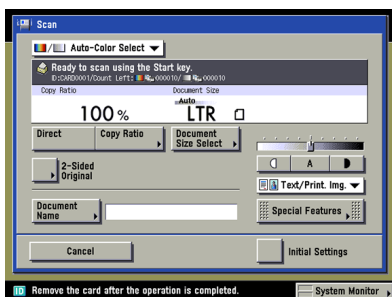 Scan
Auto-Color Select
Ready to scan using the Start key.
ID:CARD0001/Count Left: 000010/ 000010
Copy Ratio Document Size
100 % Auto LTR
Direct Copy Ratio Document Size Select
2-Sided Original
A
Text/Print. Img.
Document Name
Special Features
Cancel Initial Settings
ID Remove the card after the operation is completed. System Monitor